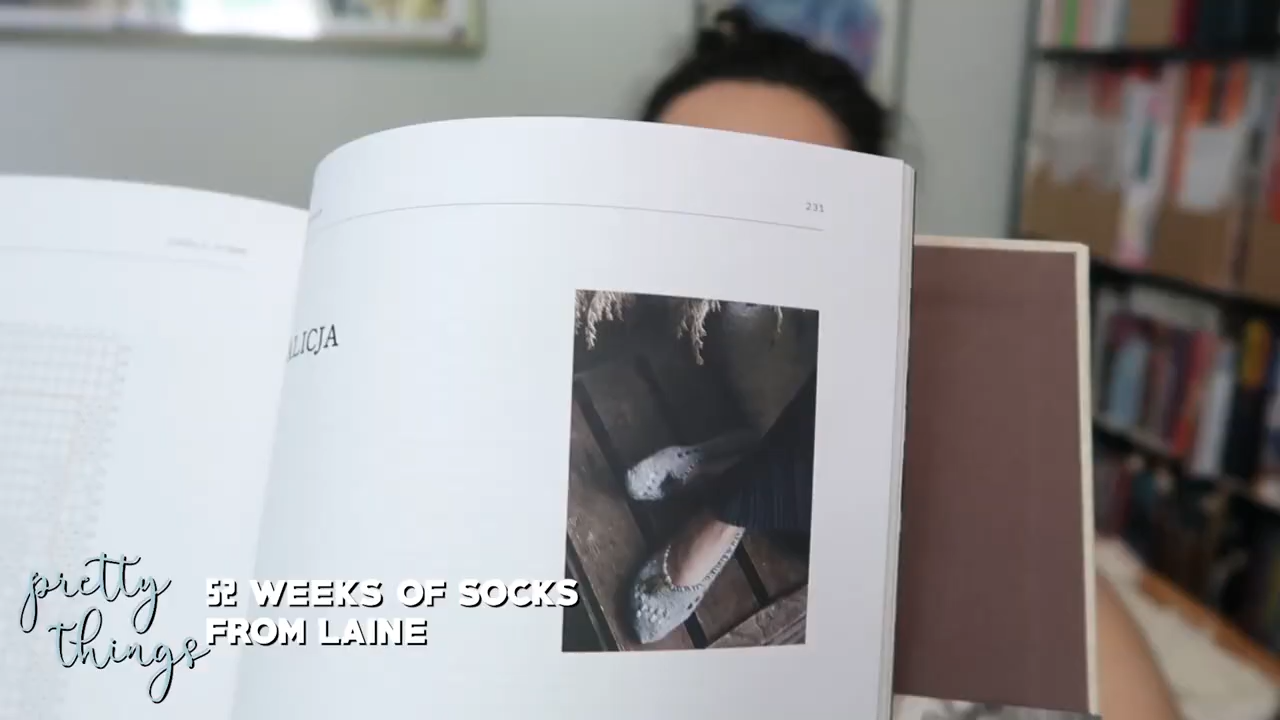 231
ALICJA
pretty
things
52 WEEKS OF SOCKS
FROM LAINE